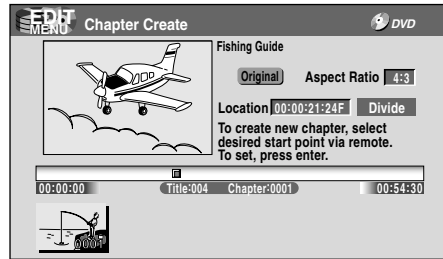 EDIT
MENU
Chapter Create
DVD
Fishing Guide
Original
Aspect Ratio 4:3
Location 00:00:21:24F Divide
To create new chapter, select
desired start point via remote.
To set, press enter.
00:00:00 Title:004 Chapter:0001 00:54:30
0001